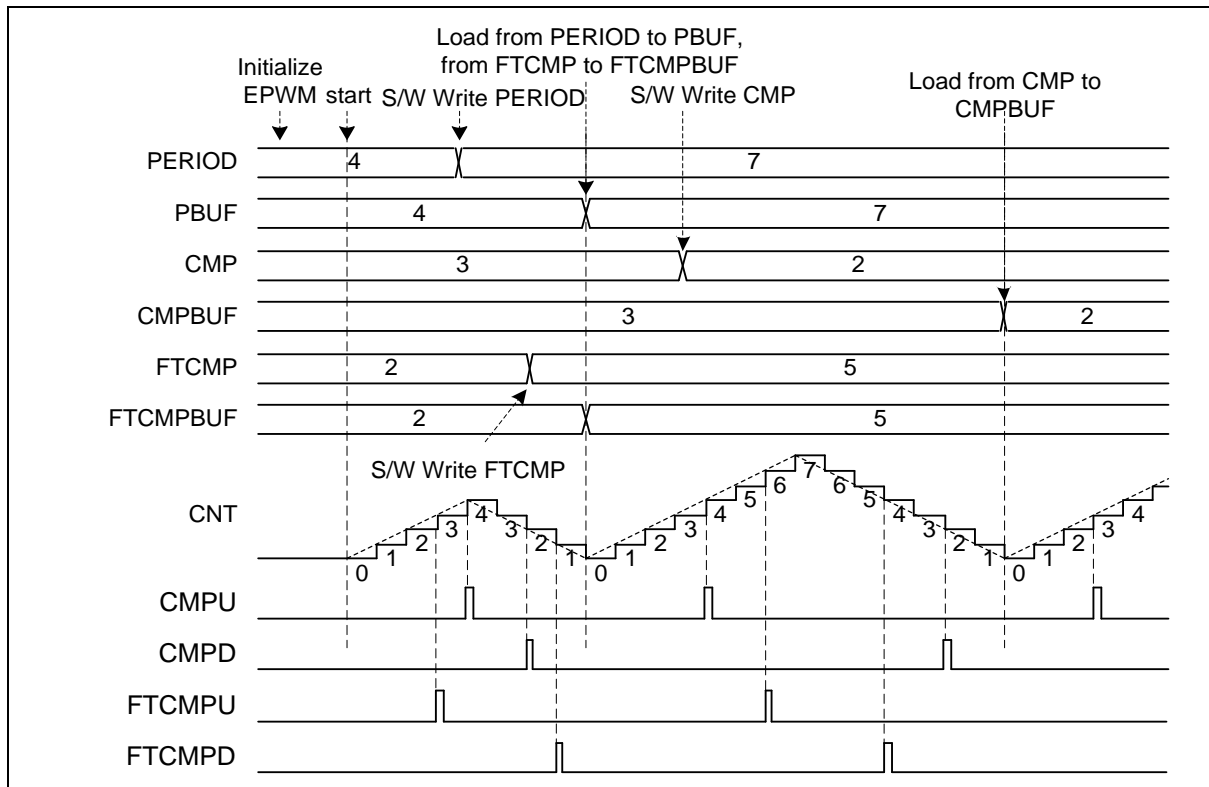 Load from PERIOD to PBUF,
from FTCMP to FTCMPBUF
Initialize
EPWM start S/W Write PERIOD
S/W Write CMP
Load from CMP to
CMPBUF
PERIOD 4 7
PBUF 4 7
CMP 3 2
CMPBUF 3 2
FTCMP 2 5
FTCMPBUF 2 5
S/W Write FTCMP
CNT 0 1 2 3 4 3 2 1 0 1 2 3 4 5 6 7 6 5 4 3 2 1 0 1 2 3 4
CMPU
CMPD
FTCMPU
FTCMPD